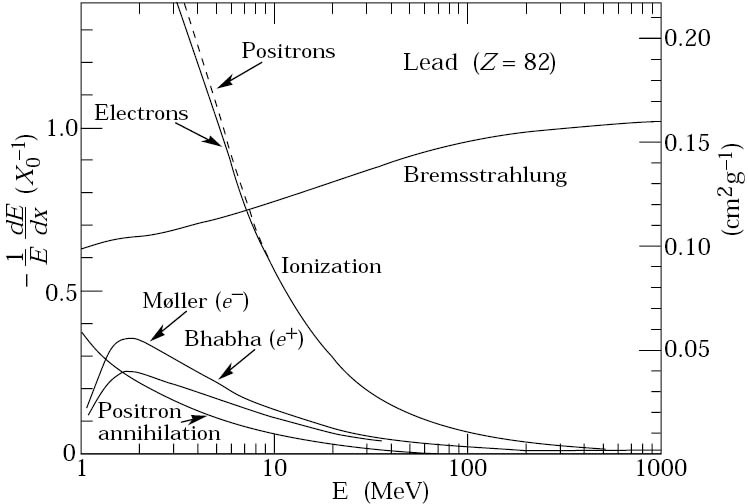 Positrons
Lead (Z = 82)
Electrons
Bremsstrahlung
Ionization
Møller (e−)
Bhabha (e+)
Positron
annihilation
− 1/E dE/dx (X₀⁻¹)
1.0
0.5
0
0.20
0.15
0.10
0.05
(cm²g⁻¹)
1 10 100 1000
E (MeV)